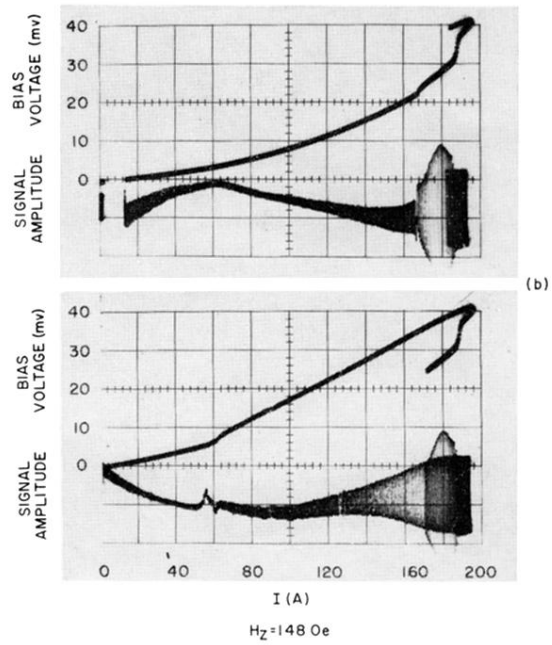 40
30
20
10
0
BIAS
VOLTAGE (mv)
SIGNAL
AMPLITUDE
(b)
40
30
20
10
0
BIAS
VOLTAGE (mv)
SIGNAL
AMPLITUDE
0 40 80 120 160 200
I (A)
HZ=148 Oe